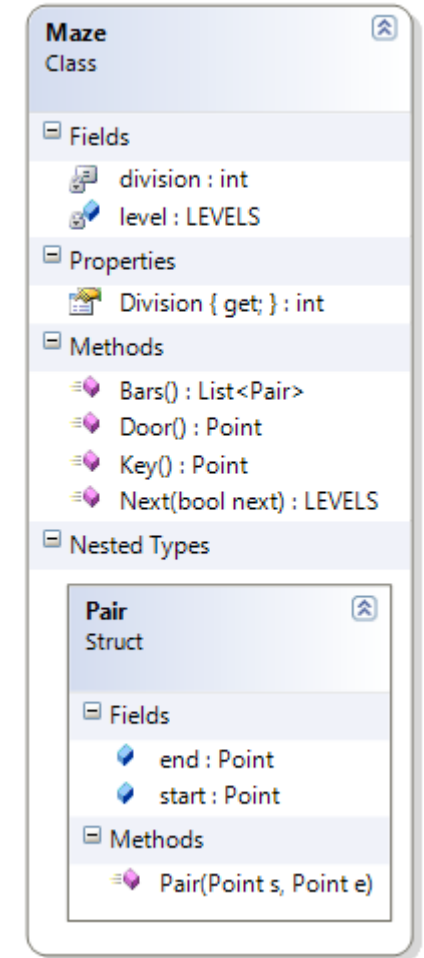 Maze
Class
Fields
division : int
level : LEVELS
Properties
Division { get; } : int
Methods
Bars() : List<Pair>
Door() : Point
Key() : Point
Next(bool next) : LEVELS
Nested Types
Pair
Struct
Fields
end : Point
start : Point
Methods
Pair(Point s, Point e)